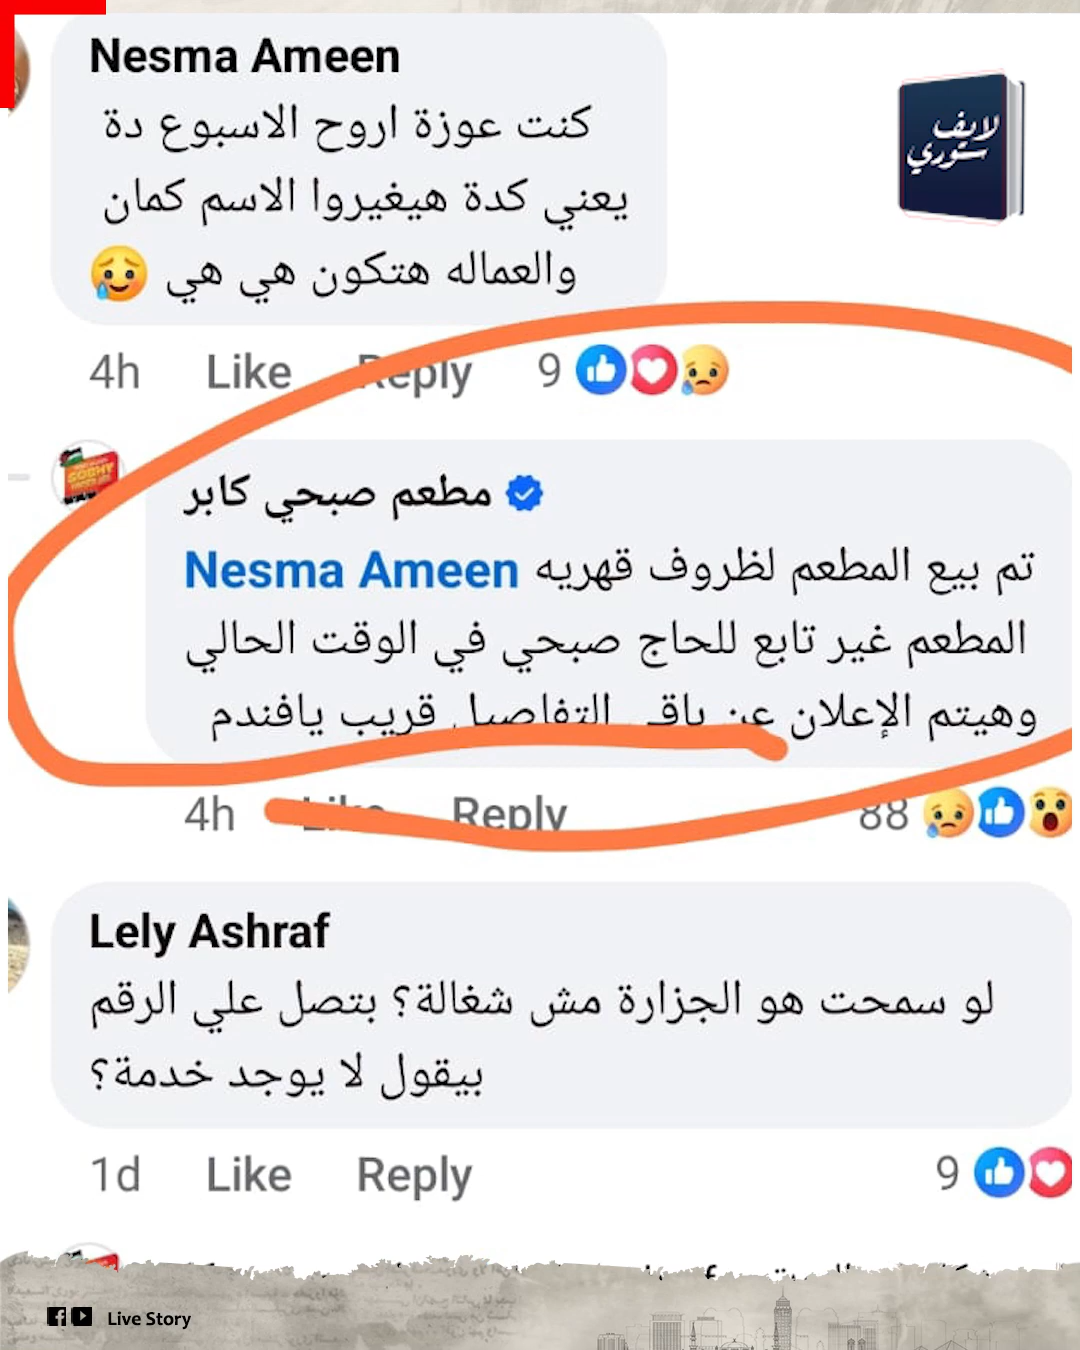 Nesma Ameen
كنت عوزة اروح الاسبوع دة
يعني كدة هيغيروا الاسم كمان
والعماله هتكون هي هي 🥲
لايف
ستوري
4h Like Reply 9
SOBHY
مطعم صبحي كابر
Nesma Ameen تم بيع المطعم لظروف قهريه
المطعم غير تابع للحاج صبحي في الوقت الحالي
وهيتم الإعلان عن باقي التفاصيل قريب يافندم
4h Like Reply 88
Lely Ashraf
لو سمحت هو الجزارة مش شغالة؟ بتصل علي الرقم
بيقول لا يوجد خدمة؟
1d Like Reply 9
Live Story